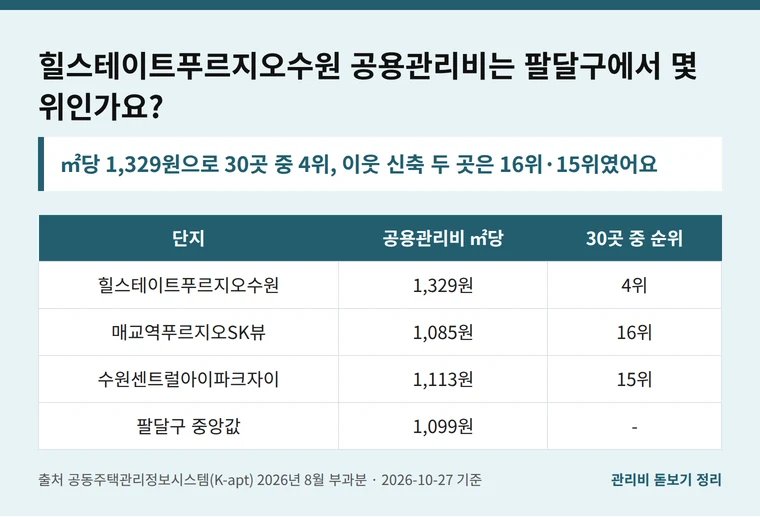 힐스테이트푸르지오수원 공용관리비는 팔달구에서 몇
위인가요?
㎡당 1,329원으로 30곳 중 4위, 이웃 신축 두 곳은 16위·15위였어요
단지 공용관리비 ㎡당 30곳 중 순위
힐스테이트푸르지오수원 1,329원 4위
매교역푸르지오SK뷰 1,085원 16위
수원센트럴아이파크자이 1,113원 15위
팔달구 중앙값 1,099원 -
출처 공동주택관리정보시스템(K-apt) 2026년 8월 부과분 · 2026-10-27 기준 관리비 돋보기 정리